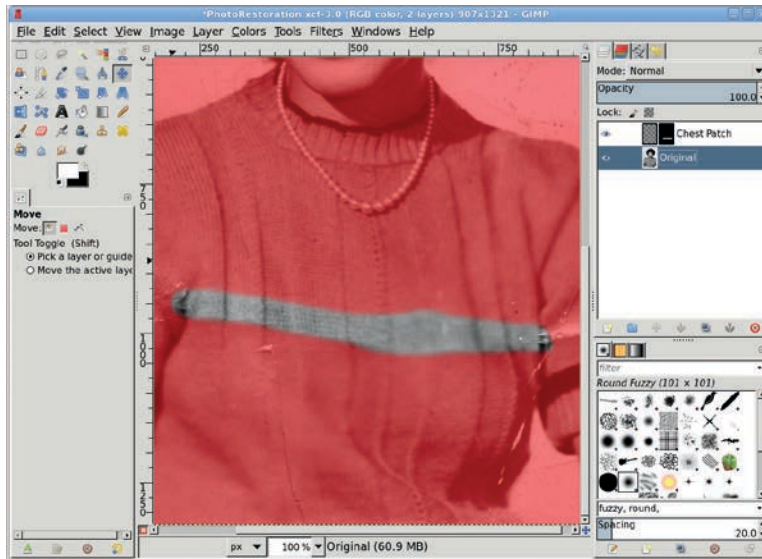 *PhotoRestoration.xcf-3.0 (RGB color, 2 layers) 907x1321 – GIMP
File Edit Select View Image Layer Colors Tools Filters Windows Help
250 500 750
Mode: Normal
Opacity
100.0
Lock:
Chest Patch
Original
750
1000
1250
Move
Move:
Tool Toggle (Shift)
Pick a layer or guide
Move the active laye
filter
Round Fuzzy (101 x 101)
fuzzy, round,
Spacing
20.0
px 100% Original (60.9 MB)